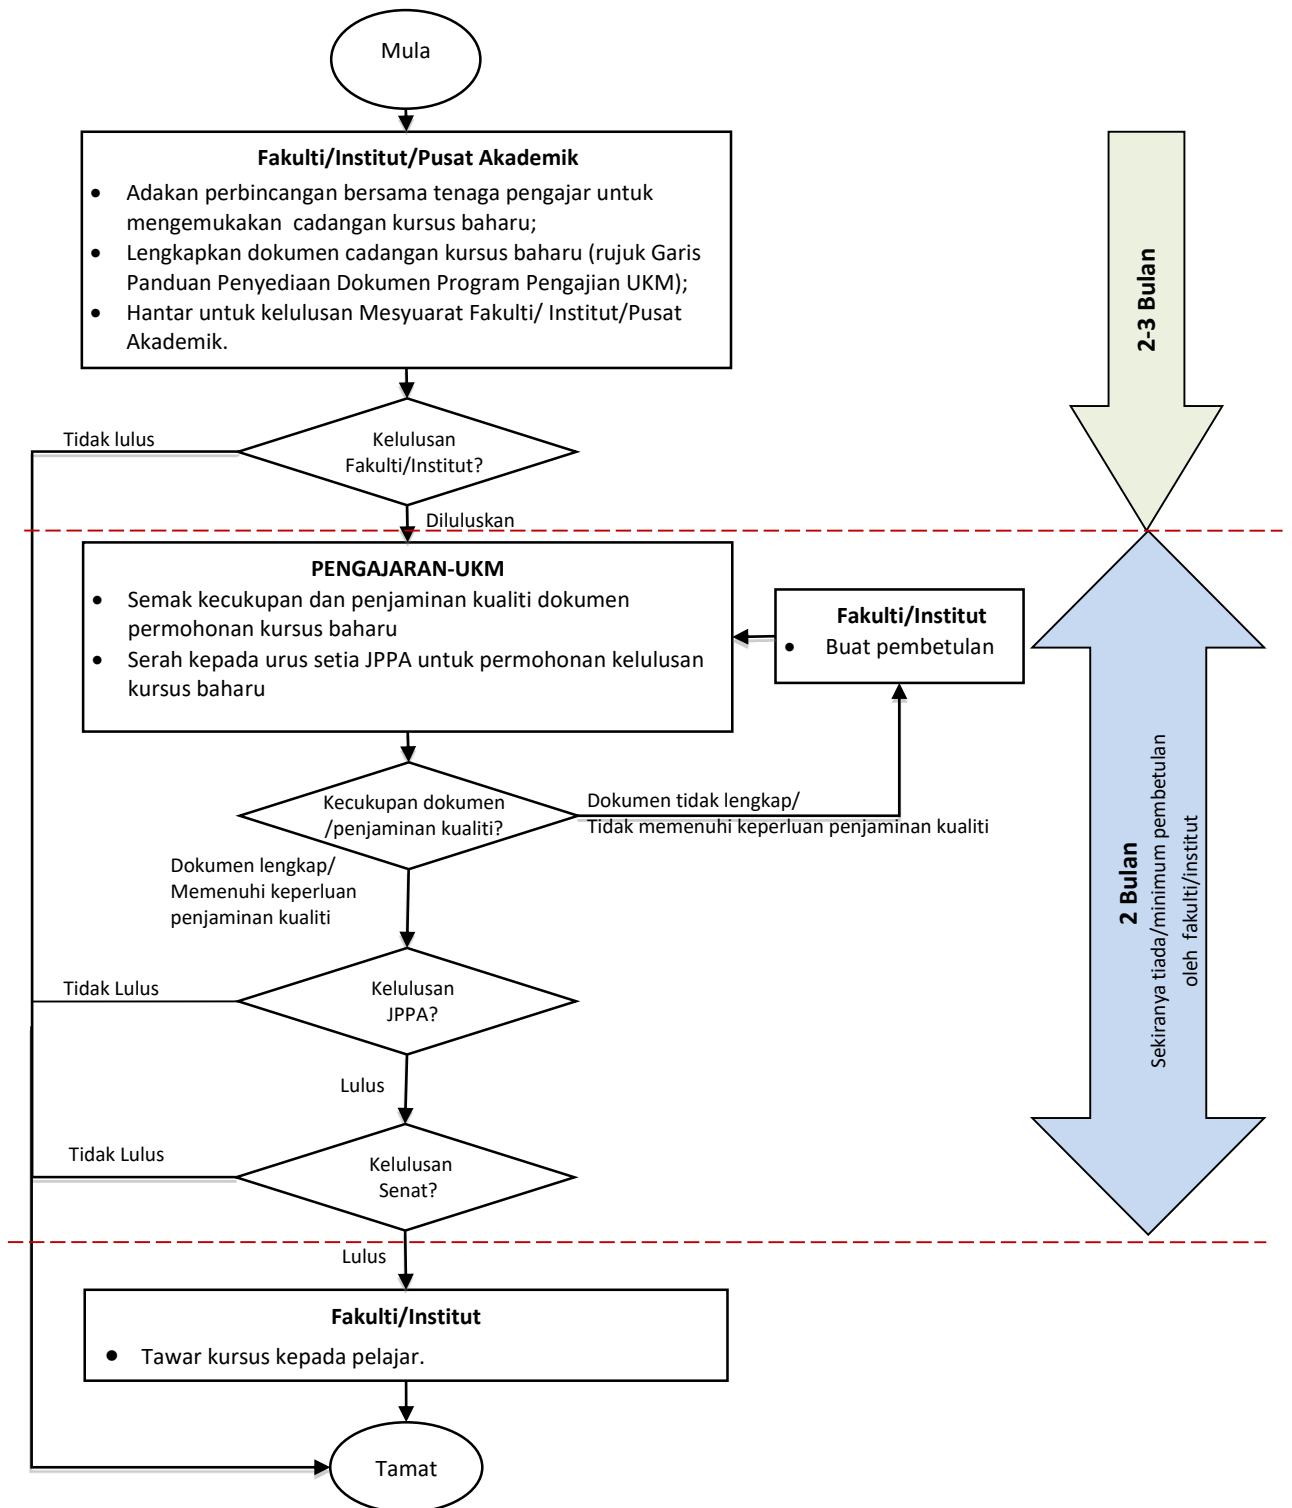 Mula
Fakulti/Institut/Pusat Akademik
• Adakan perbincangan bersama tenaga pengajar untuk
mengemukakan cadangan kursus baharu;
• Lengkapkan dokumen cadangan kursus baharu (rujuk Garis
Panduan Penyediaan Dokumen Program Pengajian UKM);
• Hantar untuk kelulusan Mesyuarat Fakulti/ Institut/Pusat
Akademik.
2-3 Bulan
Tidak lulus
Kelulusan
Fakulti/Institut?
Diluluskan
PENGAJARAN-UKM
• Semak kecukupan dan penjaminan kualiti dokumen
permohonan kursus baharu
• Serah kepada urus setia JPPA untuk permohonan kelulusan
kursus baharu
Fakulti/Institut
• Buat pembetulan
Kecukupan dokumen
/penjaminan kualiti?
Dokumen tidak lengkap/
Tidak memenuhi keperluan penjaminan kualiti
Dokumen lengkap/
Memenuhi keperluan
penjaminan kualiti
2 Bulan
Sekiranya tiada/minimum pembetulan
oleh fakulti/institut
Tidak Lulus
Kelulusan
JPPA?
Lulus
Tidak Lulus
Kelulusan
Senat?
Lulus
Fakulti/Institut
• Tawar kursus kepada pelajar.
Tamat